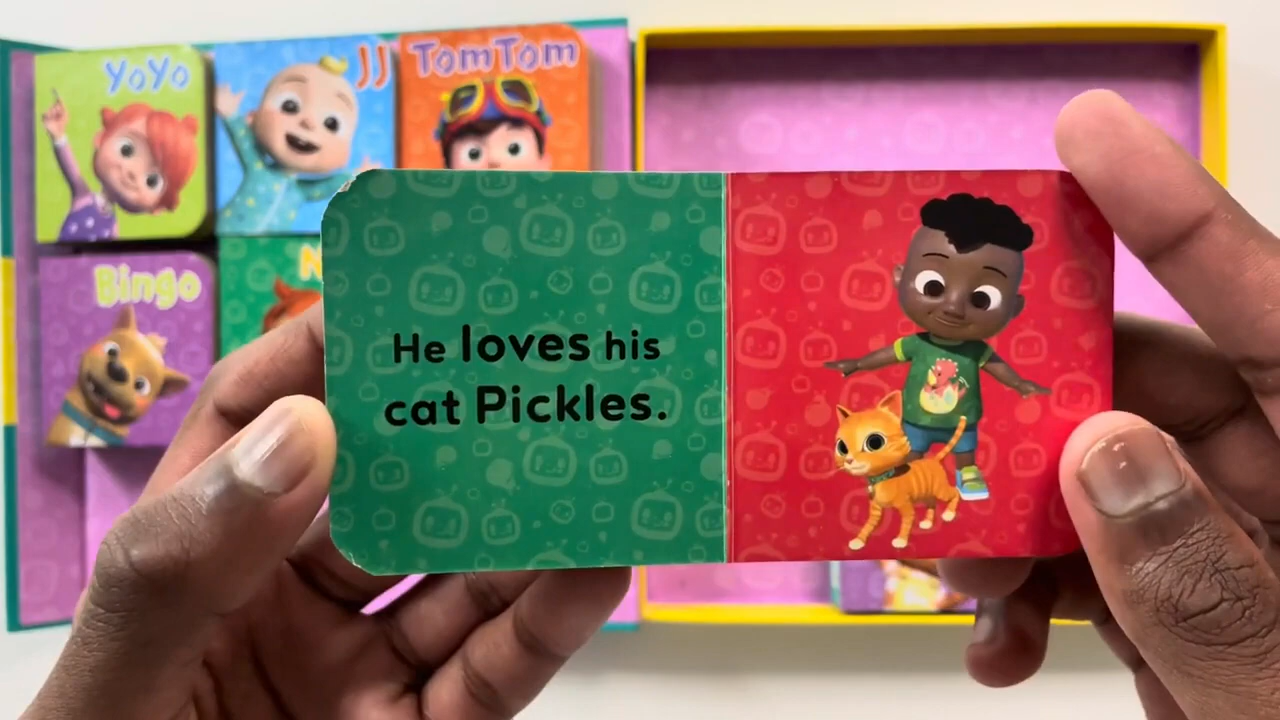 YoYo
JJ
TomTom
Bingo
He loves his
cat Pickles.